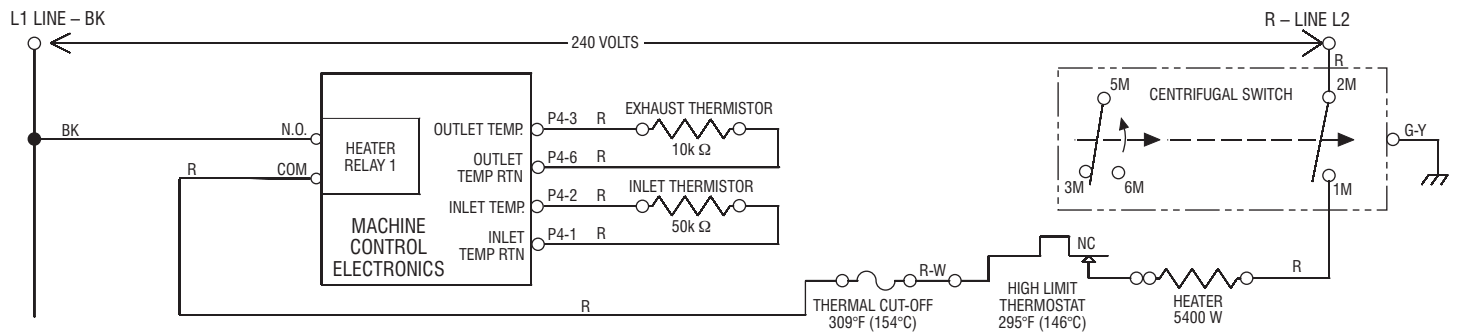 L1 LINE – BK
R – LINE L2
240 VOLTS
R
5M
CENTRIFUGAL SWITCH
2M
BK
N.O.
HEATER
RELAY 1
COM
R
MACHINE
CONTROL
ELECTRONICS
OUTLET TEMP.
P4-3
R
EXHAUST THERMISTOR
10k Ω
OUTLET
TEMP RTN
P4-6
R
INLET TEMP.
P4-2
R
INLET THERMISTOR
50k Ω
INLET
TEMP RTN
P4-1
R
3M
6M
1M
G-Y
R
THERMAL CUT-OFF
309°F (154°C)
R-W
NC
HIGH LIMIT
THERMOSTAT
295°F (146°C)
HEATER
5400 W
R